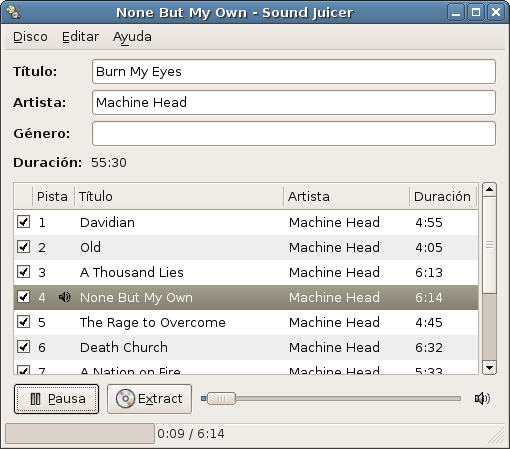 None But My Own - Sound Juicer
Disco Editar Ayuda
Título: Burn My Eyes
Artista: Machine Head
Género:
Duración: 55:30
Pista Título Artista Duración
1 Davidian Machine Head 4:55
2 Old Machine Head 4:05
3 A Thousand Lies Machine Head 6:13
4 None But My Own Machine Head 6:14
5 The Rage to Overcome Machine Head 4:45
6 Death Church Machine Head 6:32
7 A Nation on Fire Machine Head 5:33
Pausa Extract
0:09 / 6:14